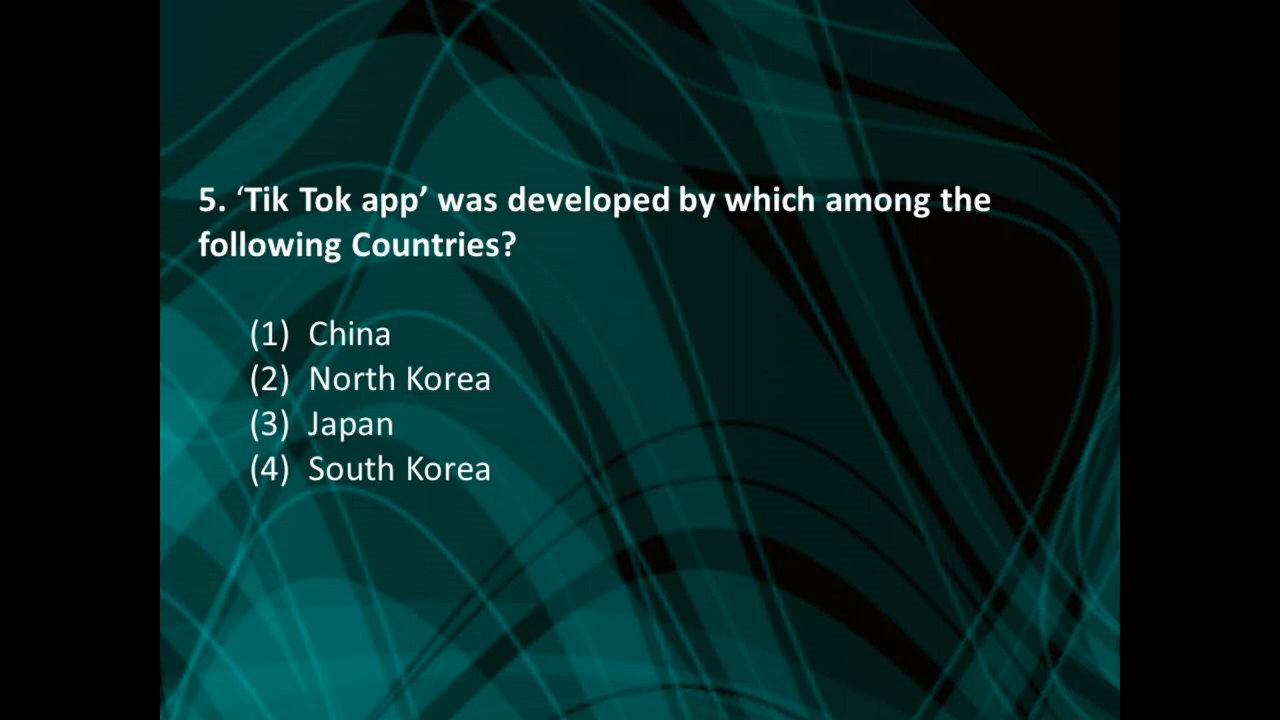 5. ‘Tik Tok app’ was developed by which among the
following Countries?
(1) China
(2) North Korea
(3) Japan
(4) South Korea